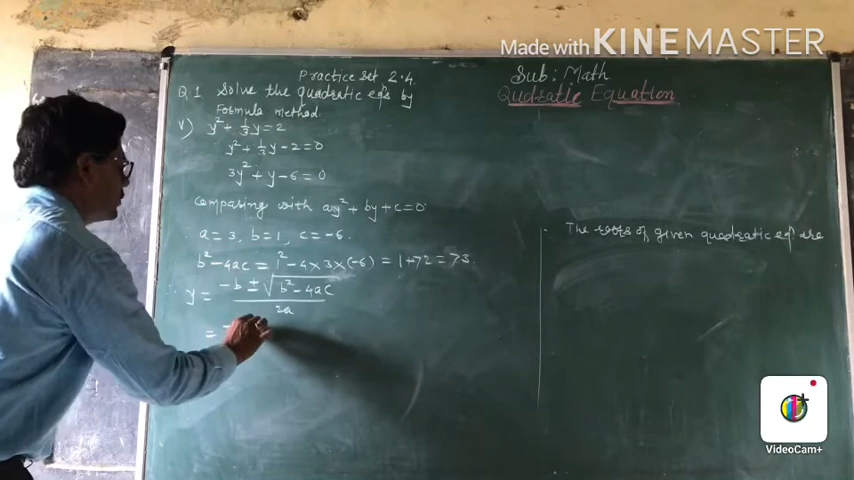 Made with KINEMASTER
Practice Set 2.4
Sub: Math
Quadratic Equation
Q.1 Solve the quadratic eqⁿs by
Formula method.
v) y² + 1/3 y = 2
y² + 1/3 y - 2 = 0
3y² + y - 6 = 0
Comparing with ay² + by + c = 0
∴ a = 3, b = 1, c = -6.
b² - 4ac = 1² - 4 × 3 × (-6) = 1 + 72 = 73
∴ y = -b ± √b² - 4ac / 2a
= -
∴ The roots of given quadratic eqⁿ are
VideoCam+